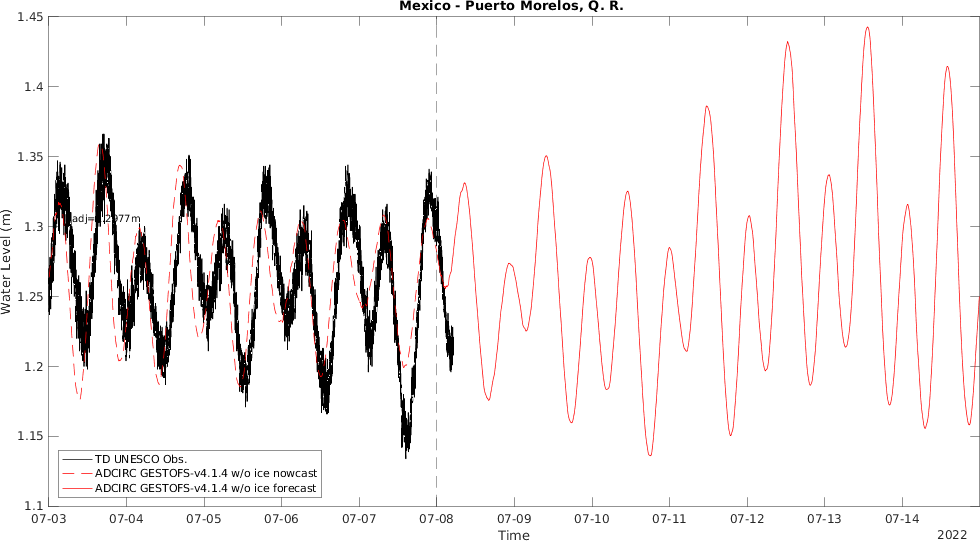 Mexico - Puerto Morelos, Q. R.
1.45
1.4
1.35
1.3
1.25
1.2
1.15
1.1
Water Level (m)
TD UNESCO Obs.
ADCIRC GESTOFS-v4.1.4 w/o ice nowcast
ADCIRC GESTOFS-v4.1.4 w/o ice forecast
07-03 07-04 07-05 07-06 07-07 07-08 07-09 07-10 07-11 07-12 07-13 07-14
Time
2022